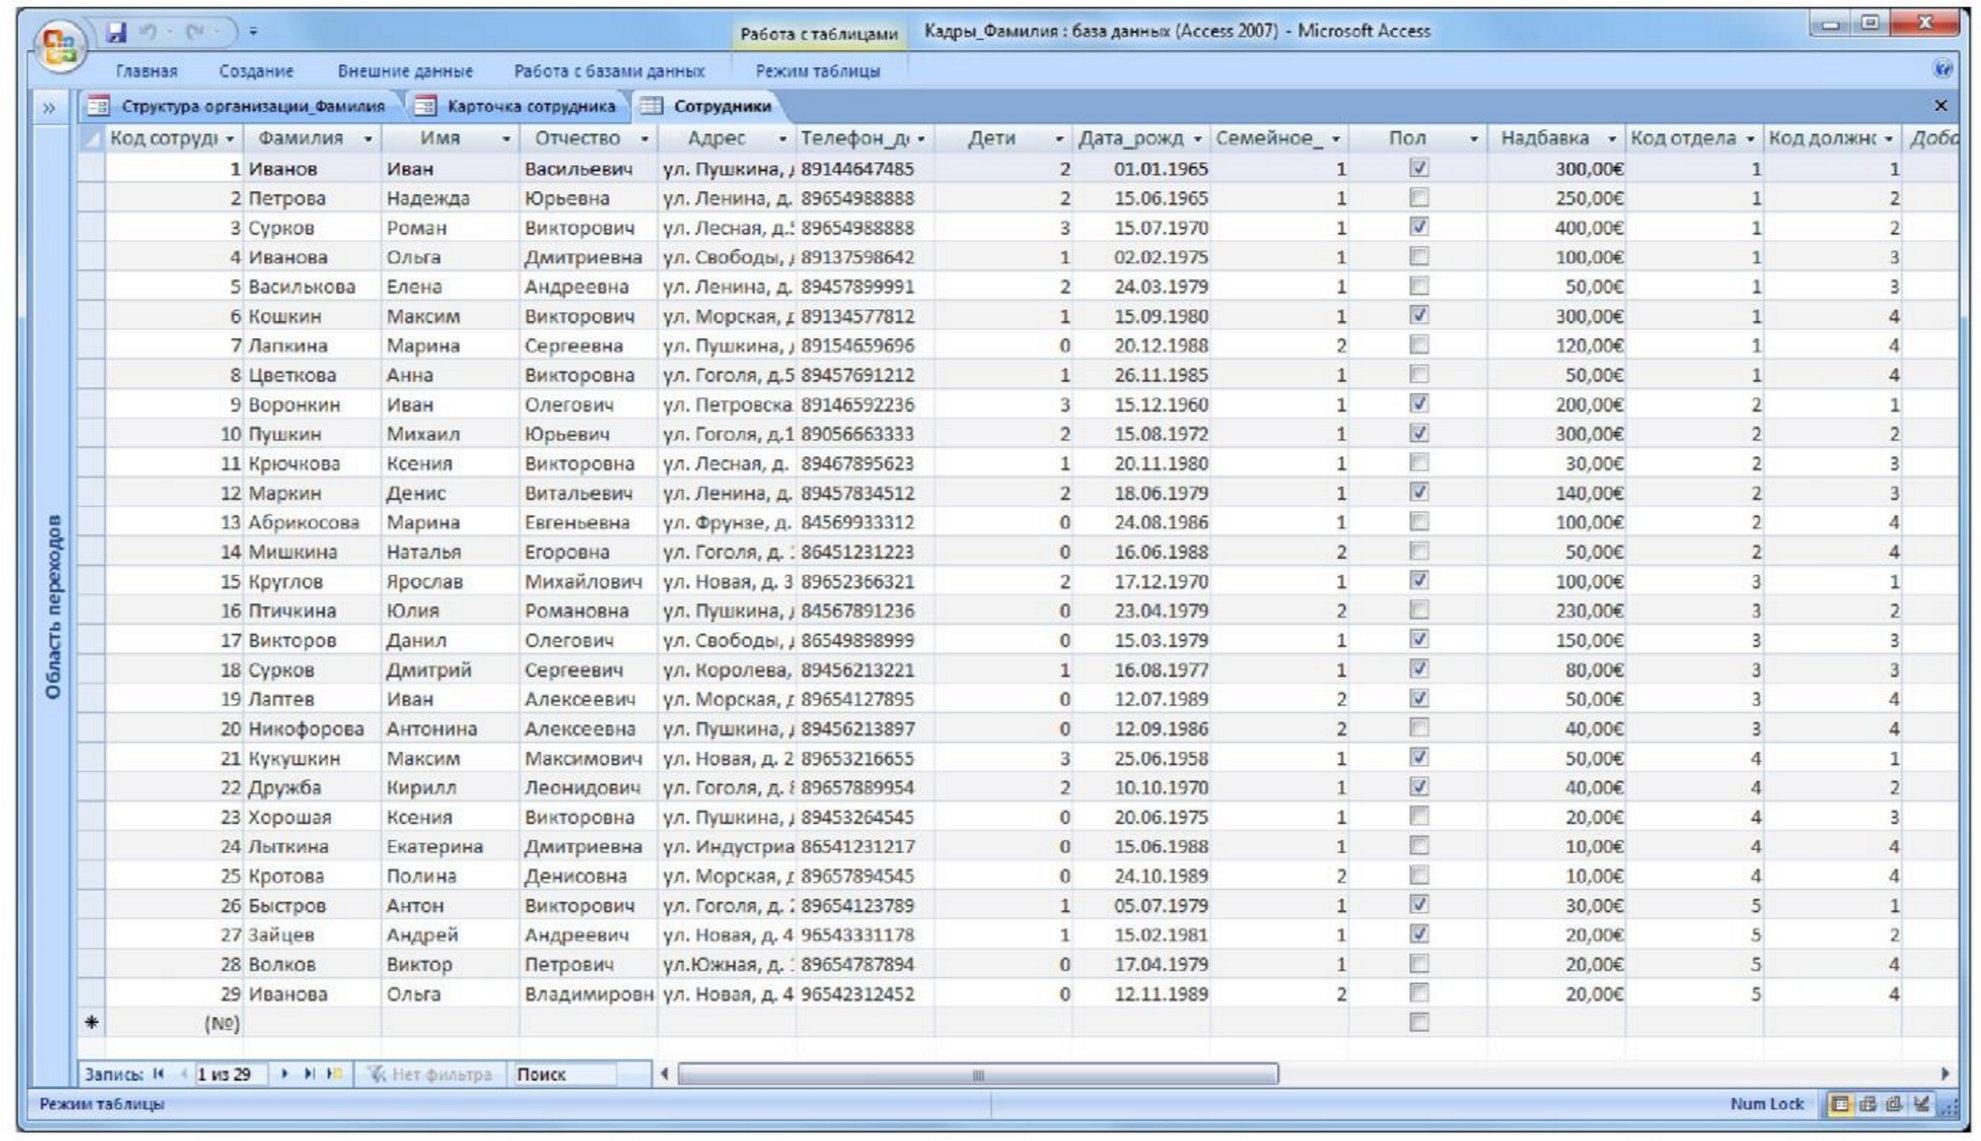 Работа с таблицами Кадры_Фамилия : база данных (Access 2007) - Microsoft Access
Главная Создание Внешние данные Работа с базами данных Режим таблицы
Структура организации_Фамилия Карточка сотрудника Сотрудники
Код сотруд Фамилия Имя Отчество Адрес Телефон_д Дети Дата_рожд Семейное_ Пол Надбавка Код отдела Код должнс Доба
1 Иванов Иван Васильевич ул. Пушкина, 89144647485 2 01.01.1965 1 300,00€ 1 1
2 Петрова Надежда Юрьевна ул. Ленина, д. 89654988888 2 15.06.1965 1 250,00€ 1 2
3 Сурков Роман Викторович ул. Лесная, д.5 89654988888 3 15.07.1970 1 400,00€ 1 2
4 Иванова Ольга Дмитриевна ул. Свободы, 89137598642 1 02.02.1975 1 100,00€ 1 3
5 Василькова Елена Андреевна ул. Ленина, д. 89457899991 2 24.03.1979 1 50,00€ 1 3
6 Кошкин Максим Викторович ул. Морская, д 89134577812 1 15.09.1980 1 300,00€ 1 4
7 Лапкина Марина Сергеевна ул. Пушкина, 89154659696 0 20.12.1988 2 120,00€ 1 4
8 Цветкова Анна Викторовна ул. Гоголя, д.5 89457691212 1 26.11.1985 1 50,00€ 1 4
9 Воронкин Иван Олегович ул. Петровска 89146592236 3 15.12.1960 1 200,00€ 2 1
10 Пушкин Михаил Юрьевич ул. Гоголя, д.1 89056663333 2 15.08.1972 1 300,00€ 2 2
11 Крючкова Ксения Викторовна ул. Лесная, д. 89467895623 1 20.11.1980 1 30,00€ 2 3
12 Маркин Денис Витальевич ул. Ленина, д. 89457834512 2 18.06.1979 1 140,00€ 2 3
13 Абрикосова Марина Евгеньевна ул. Фрунзе, д. 84569933312 0 24.08.1986 1 100,00€ 2 4
14 Мишкина Наталья Егоровна ул. Гоголя, д. 86451231223 0 16.06.1988 2 50,00€ 2 4
15 Круглов Ярослав Михайлович ул. Новая, д. 3 89652366321 2 17.12.1970 1 100,00€ 3 1
16 Птичкина Юлия Романовна ул. Пушкина, 84567891236 0 23.04.1979 2 230,00€ 3 2
17 Викторов Данил Олегович ул. Свободы, 86549898999 0 15.03.1979 1 150,00€ 3 3
18 Сурков Дмитрий Сергеевич ул. Королева, 89456213221 1 16.08.1977 1 80,00€ 3 3
19 Лаптев Иван Алексеевич ул. Морская, д 89654127895 0 12.07.1989 2 50,00€ 3 4
20 Никофорова Антонина Алексеевна ул. Пушкина, 89456213897 0 12.09.1986 2 40,00€ 3 4
21 Кукушкин Максим Максимович ул. Новая, д. 2 89653216655 3 25.06.1958 1 50,00€ 4 1
22 Дружба Кирилл Леонидович ул. Гоголя, д. 89657889954 2 10.10.1970 1 40,00€ 4 2
23 Хорошая Ксения Викторовна ул. Пушкина, 89453264545 0 20.06.1975 1 20,00€ 4 3
24 Лыткина Екатерина Дмитриевна ул. Индустриа 86541231217 0 15.06.1988 1 10,00€ 4 4
25 Кротова Полина Денисовна ул. Морская, д 89657894545 0 24.10.1989 2 10,00€ 4 4
26 Быстров Антон Викторович ул. Гоголя, д. 89654123789 1 05.07.1979 1 30,00€ 5 1
27 Зайцев Андрей Андреевич ул. Новая, д. 4 96543331178 1 15.02.1981 1 20,00€ 5 2
28 Волков Виктор Петрович ул.Южная, д. 89654787894 0 17.04.1979 1 20,00€ 5 4
29 Иванова Ольга Владимировн ул. Новая, д. 4 96542312452 0 12.11.1989 2 20,00€ 5 4
(№)
Область переходов
Запись: 1 из 29 Нет фильтра Поиск
Режим таблицы Num Lock